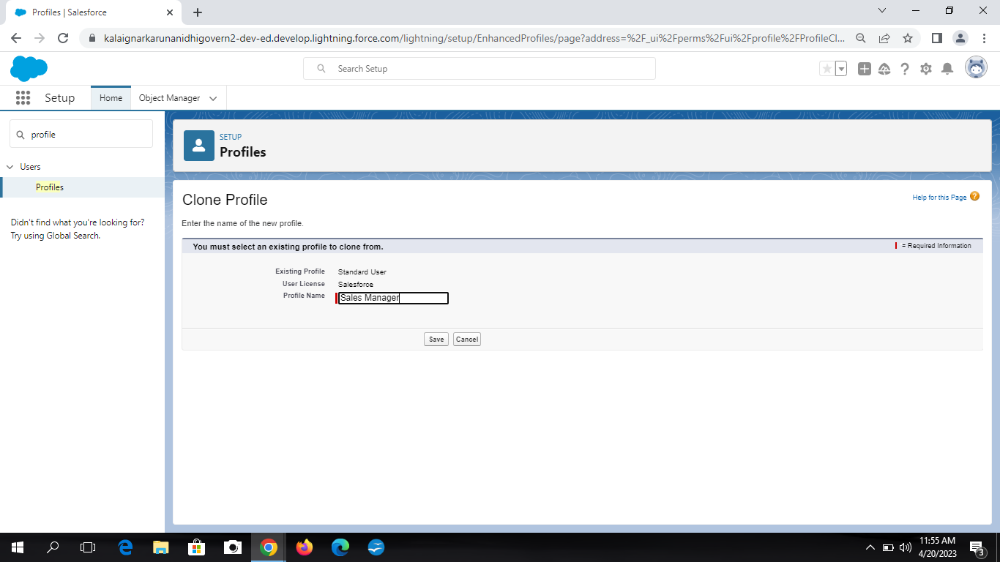 Profiles | Salesforce
kalaignarkarunanidhigovern2-dev-ed.develop.lightning.force.com/lightning/setup/EnhancedProfiles/page?address=%2F_ui%2Fperms%2Fui%2Fprofile%2FProfileCl...
Search Setup
Setup
Home
Object Manager
profile
Users
Profiles
Didn't find what you're looking for?
Try using Global Search.
SETUP
Profiles
Clone Profile
Help for this Page ?
Enter the name of the new profile.
You must select an existing profile to clone from.
= Required Information
Existing Profile Standard User
User License Salesforce
Profile Name Sales Manager
Save Cancel
11:55 AM
4/20/2023
3